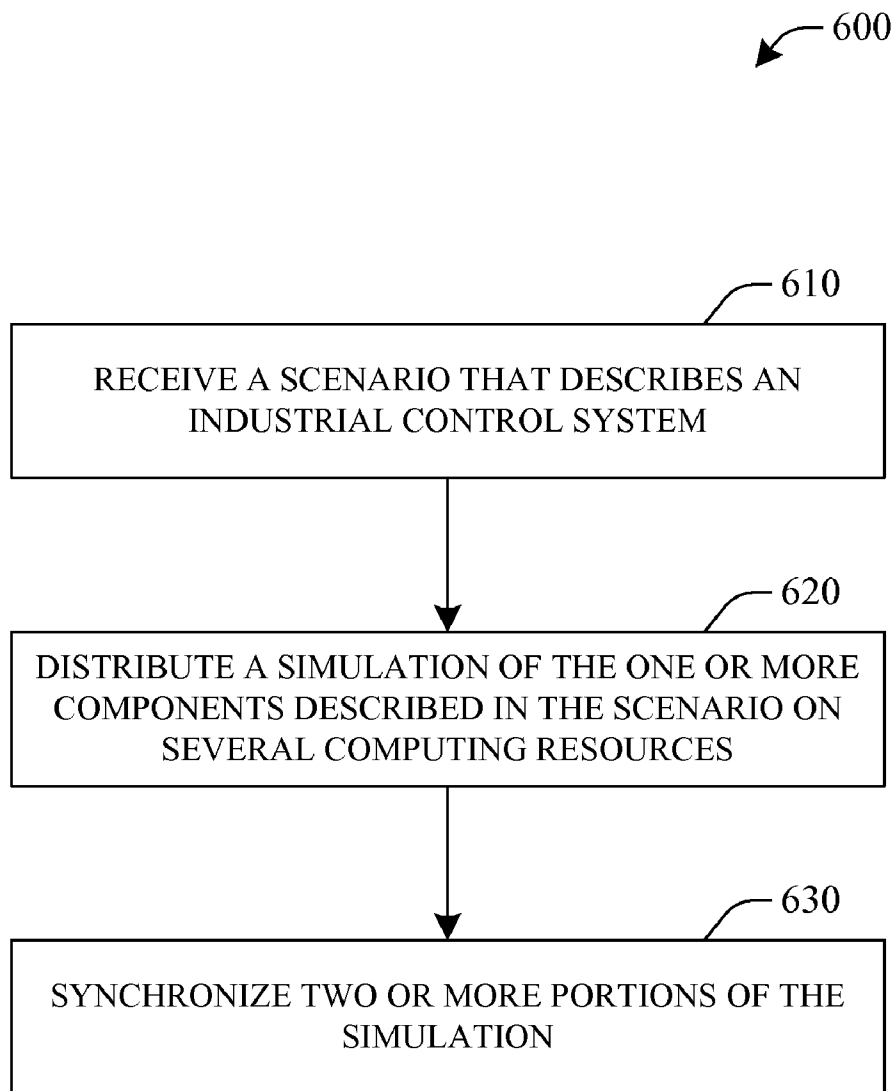 600
610
RECEIVE A SCENARIO THAT DESCRIBES AN
INDUSTRIAL CONTROL SYSTEM
620
DISTRIBUTE A SIMULATION OF THE ONE OR MORE
COMPONENTS DESCRIBED IN THE SCENARIO ON
SEVERAL COMPUTING RESOURCES
630
SYNCHRONIZE TWO OR MORE PORTIONS OF THE
SIMULATION